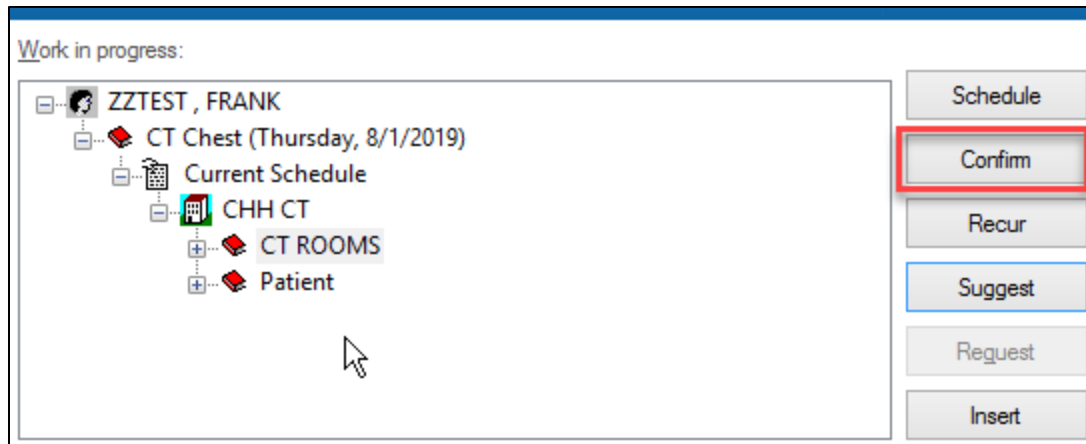 Work in progress:
ZZTEST , FRANK
CT Chest (Thursday, 8/1/2019)
Current Schedule
CHH CT
CT ROOMS
Patient
Schedule
Confirm
Recur
Suggest
Request
Insert